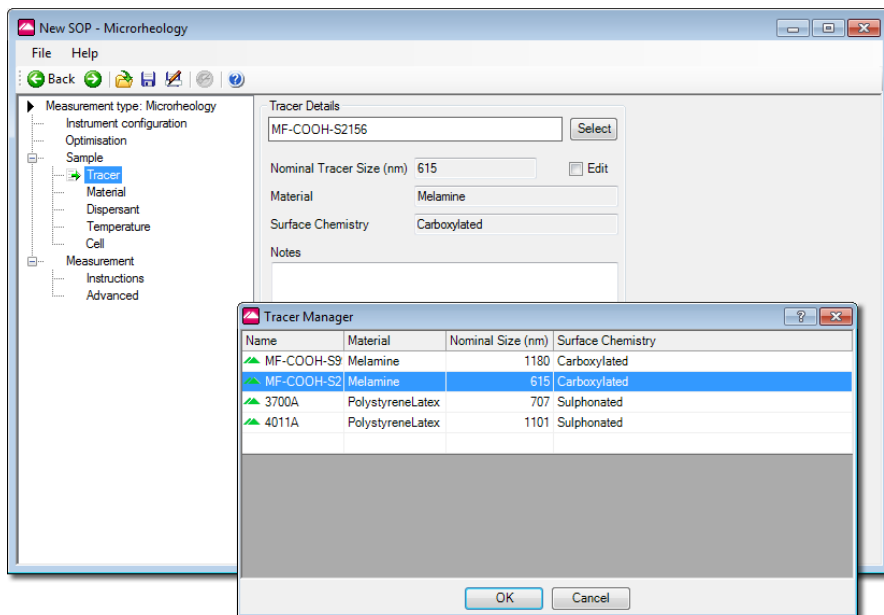 New SOP - Microrheology
File Help
Back
Measurement type: Microrheology
Instrument configuration
Optimisation
Sample
Tracer
Material
Dispersant
Temperature
Cell
Measurement
Instructions
Advanced
Tracer Details
MF-COOH-S2156 Select
Nominal Tracer Size (nm) 615 Edit
Material Melamine
Surface Chemistry Carboxylated
Notes
Tracer Manager
Name Material Nominal Size (nm) Surface Chemistry
MF-COOH-S9 Melamine 1180 Carboxylated
MF-COOH-S2 Melamine 615 Carboxylated
3700A PolystyreneLatex 707 Sulphonated
4011A PolystyreneLatex 1101 Sulphonated
OK Cancel